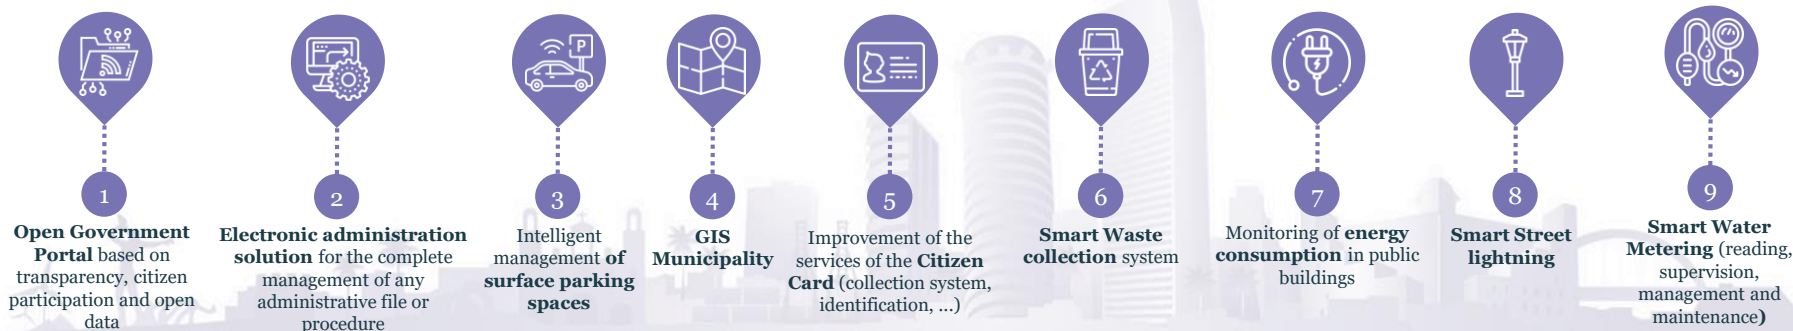 P
1
Open Government
Portal based on
transparency, citizen
participation and open
data
2
Electronic administration
solution for the complete
management of any
administrative file or
procedure
3
Intelligent
management of
surface parking
spaces
4
GIS
Municipality
5
Improvement of the
services of the Citizen
Card (collection system,
identification, ...)
6
Smart Waste
collection system
7
Monitoring of energy
consumption in public
buildings
8
Smart Street
lightning
9
Smart Water
Metering (reading,
supervision,
management and
maintenance)